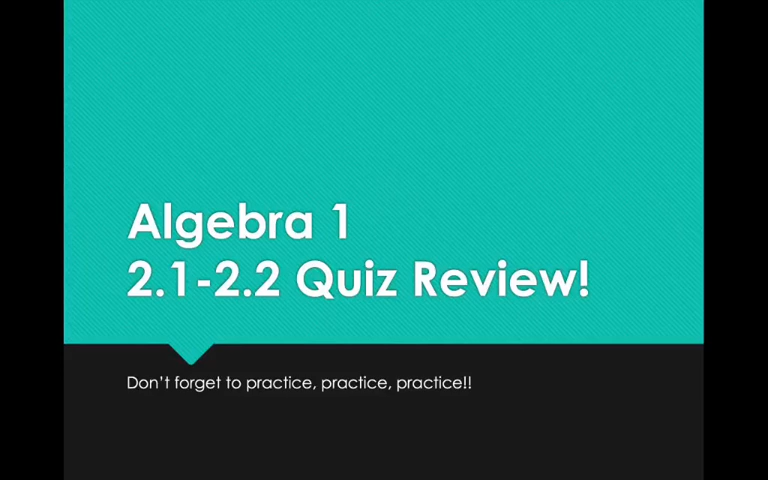 Algebra 1
2.1-2.2 Quiz Review!
Don’t forget to practice, practice, practice!!